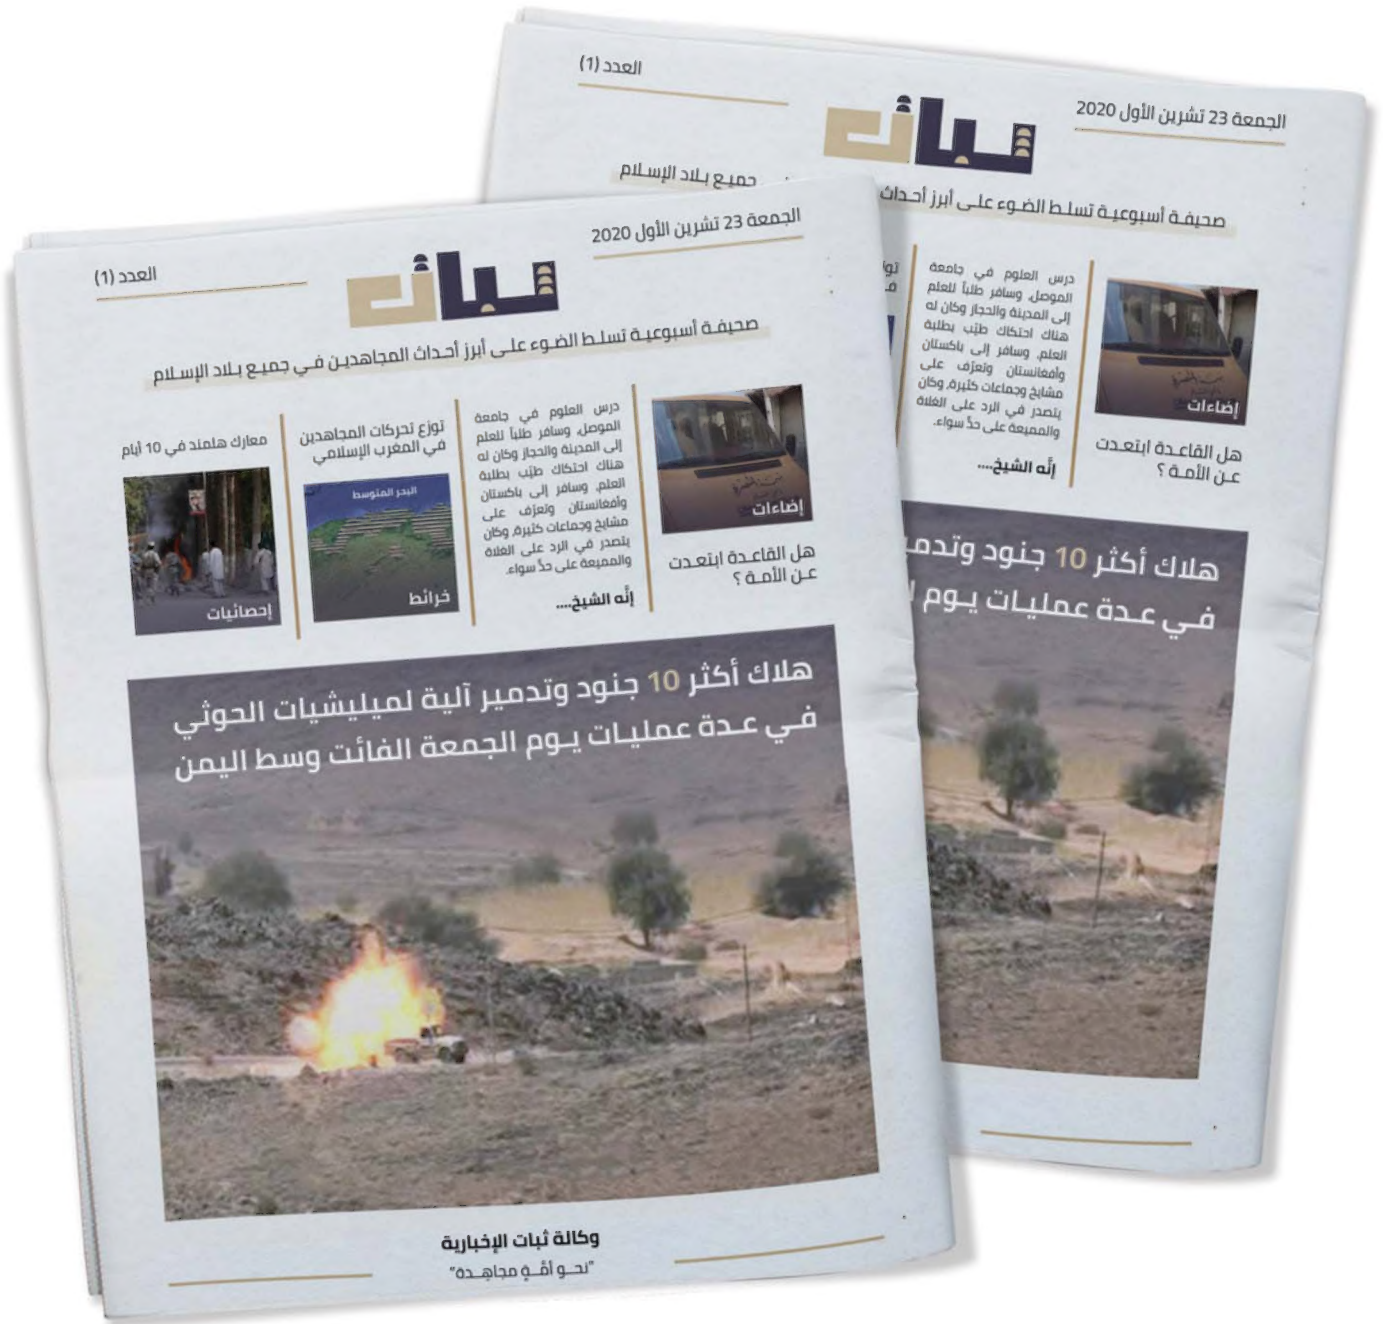 الجمعة 23 تشرين الأول 2020
ثبات
العدد (1)
صحيفة أسبوعية تسلط الضوء على أبرز أحداث المجاهدين في جميع بلاد الإسلام
إضاءات
هل القاعدة ابتعدت
عن الأمة ؟
درس العلوم في جامعة
الموصل، وسافر طلباً للعلم
إلى المدينة والحجاز وكان له
هناك احتكاك طيّب بطلبة
العلم، وسافر إلى باكستان
وأفغانستان وتعرّف على
مشايخ وجماعات كثيرة، وكان
يتصدر في الرد على الغلاة
والمميعة على حدّ سواء.
إنَّه الشيخ....
توزع تحركات المجاهدين
في المغرب الإسلامي
البحر المتوسط
خرائط
معارك هلمند في 10 أيام
إحصائيات
هلاك أكثر 10 جنود وتدمير آلية لميليشيات الحوثي
في عدة عمليات يوم الجمعة الفائت وسط اليمن
وكالة ثبات الإخبارية
"نحو أمّة مجاهدة"
الجمعة 23 تشرين الأول 2020
ثبات
العدد (1)
صحيفة أسبوعية تسلط الضوء على أبرز أحداث
جميع بلاد الإسلام
إضاءات
هل القاعدة ابتعدت
عن الأمة ؟
درس العلوم في جامعة
الموصل، وسافر طلباً للعلم
إلى المدينة والحجاز وكان له
هناك احتكاك طيّب بطلبة
العلم، وسافر إلى باكستان
وأفغانستان وتعرّف على
مشايخ وجماعات كثيرة، وكان
يتصدر في الرد على الغلاة
والمميعة على حدّ سواء.
إنَّه الشيخ....
هلاك أكثر 10 جنود
في عدة عمليات يوم